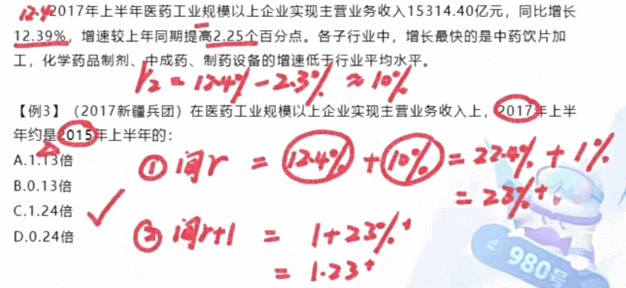 12.4
2017年上半年医药工业规模以上企业实现主营业务收入15314.40亿元，同比增长
12.39%，增速较上年同期提高2.25个百分点。各子行业中，增长最快的是中药饮片加
工，化学药品制剂、中成药、制药设备的增速低于行业平均水平。
r₂ = 12.4% - 2.3% ≈ 10%
【例3】（2017新疆兵团）在医药工业规模以上企业实现主营业务收入上，2017年上半
年约是2015年上半年的：
A.1.13倍
① 间r = 12.4% + 10% = 22.4% + 1%
B.0.13倍
= 23%+
C.1.24倍
② 间r+1 = 1+23%+
D.0.24倍
= 1.23+
980号